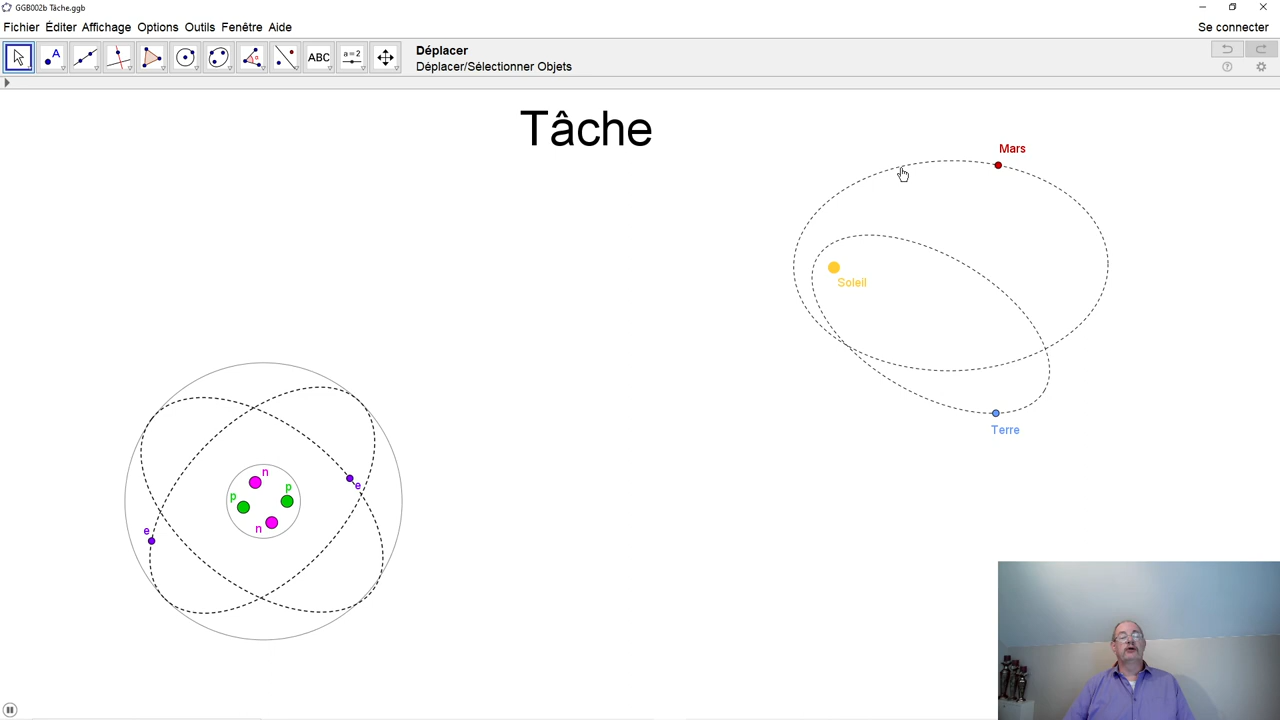 GGB002b Tâche.ggb
Fichier Éditer Affichage Options Outils Fenêtre Aide
Se connecter
ABC
a=2
Déplacer
Déplacer/Sélectionner Objets
Tâche
Mars
Soleil
Terre
n
p
p
e
n
e